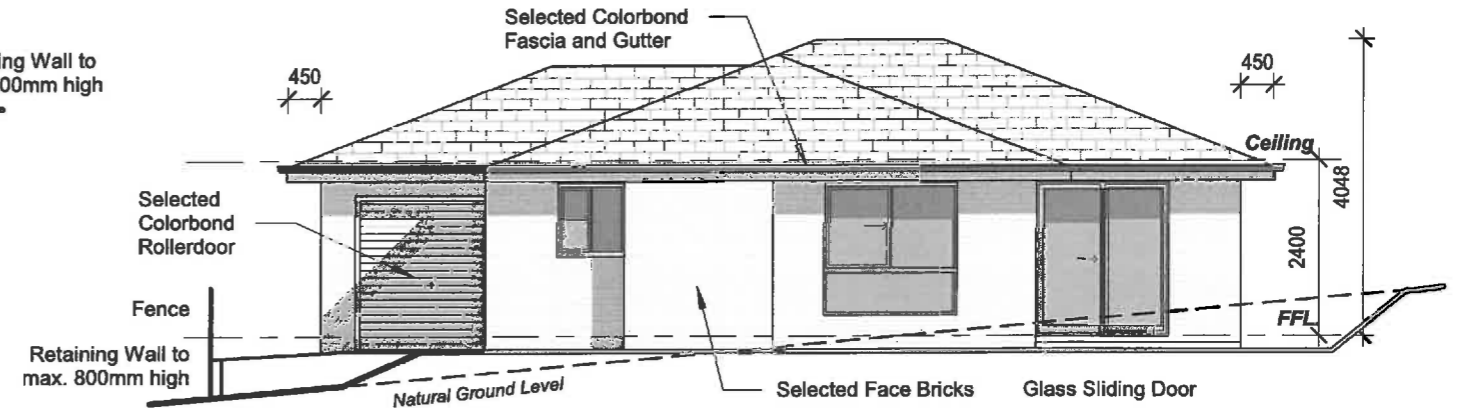 Selected Colorbond
Fascia and Gutter
ing Wall to
00mm high
450
450
Ceiling
4048
2400
FFL
Selected
Colorbond
Rollerdoor
Fence
Retaining Wall to
max. 800mm high
Natural Ground Level
Selected Face Bricks
Glass Sliding Door